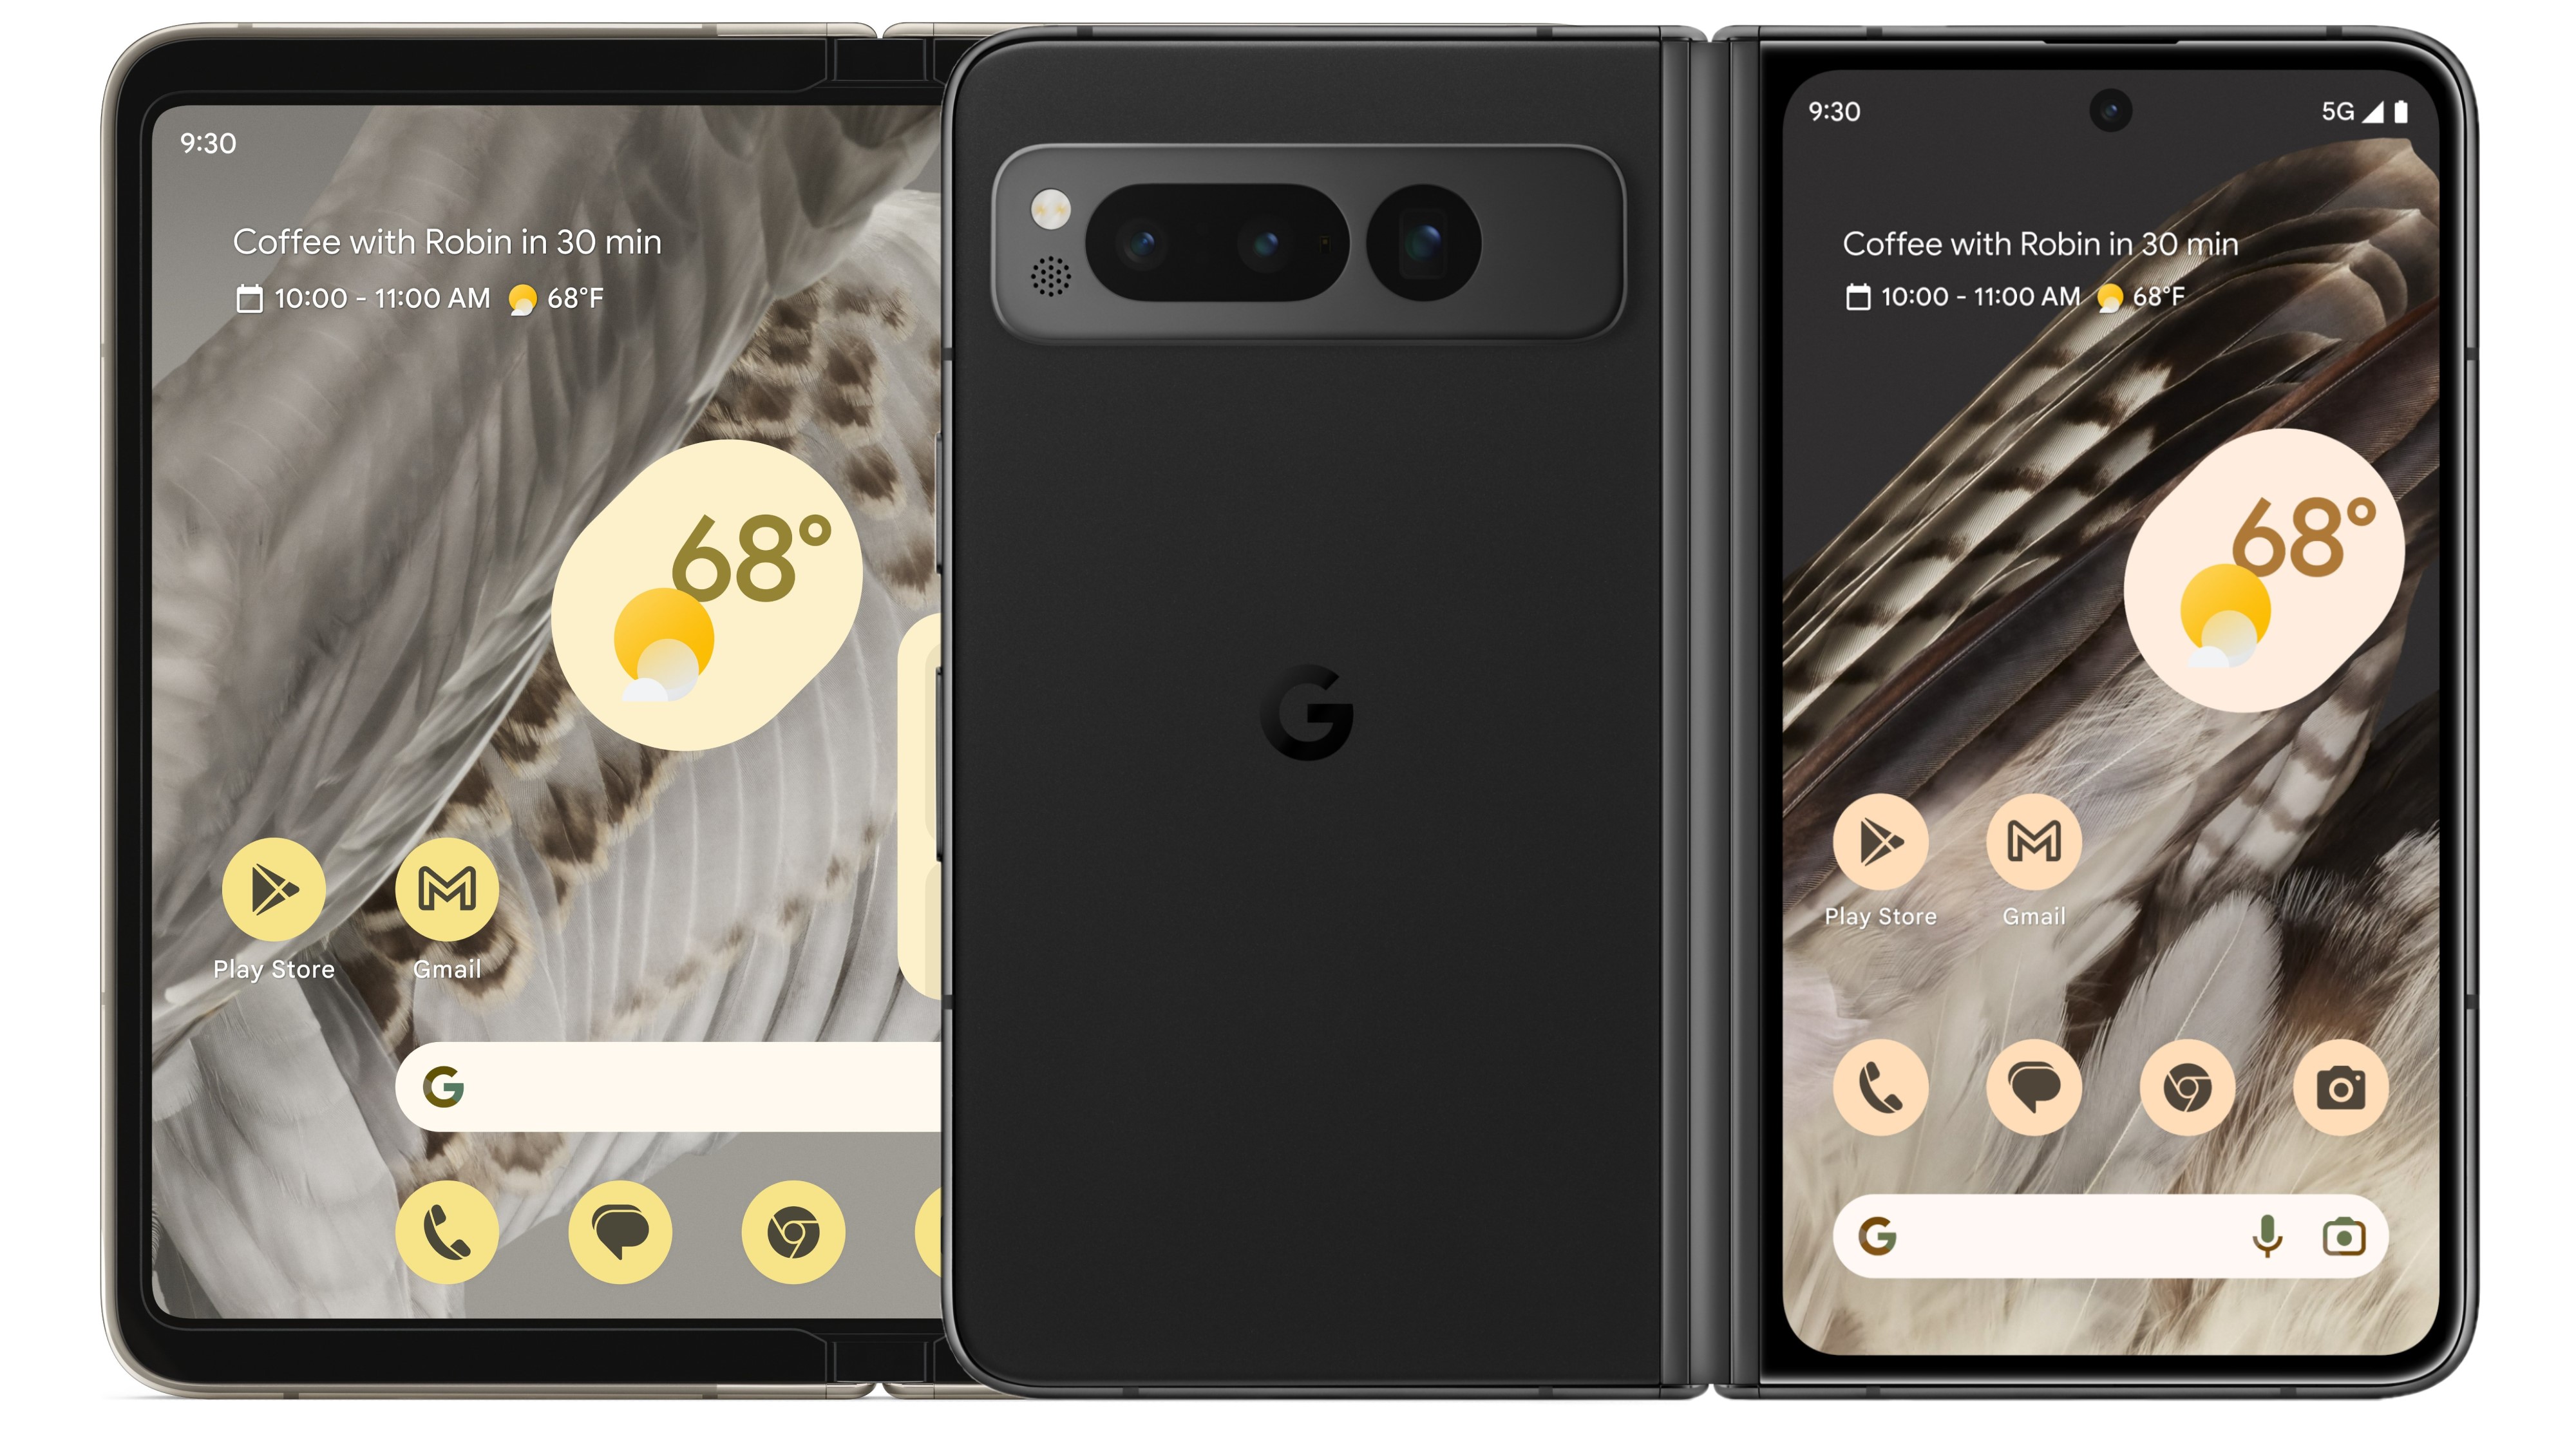 9:30
Coffee with Robin in 30 min
10:00 - 11:00 AM 68°F
68°
Play Store Gmail
G
G
9:30 5G
Coffee with Robin in 30 min
10:00 - 11:00 AM 68°F
68°
Play Store Gmail
G